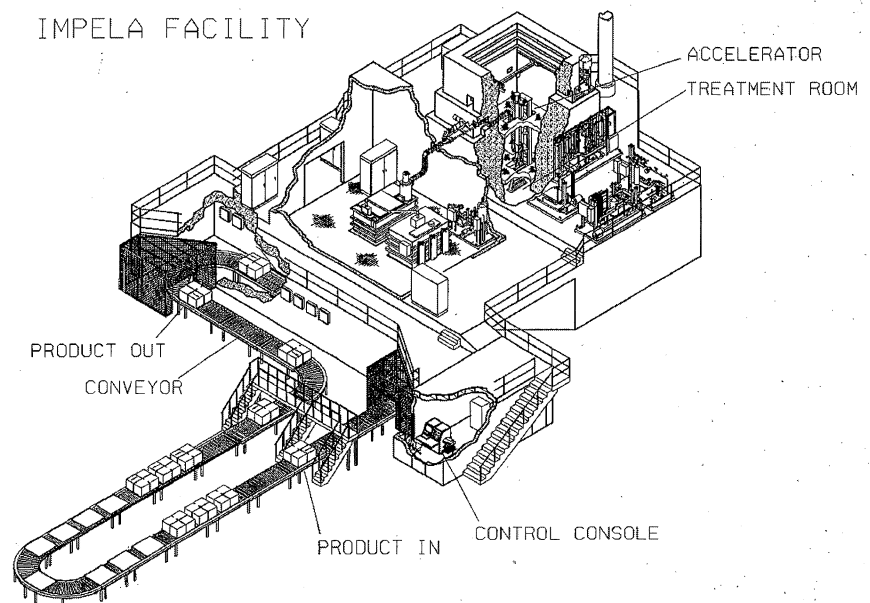 IMPELA FACILITY
ACCELERATOR
TREATMENT ROOM
PRODUCT OUT
CONVEYOR
CONTROL CONSOLE
PRODUCT IN